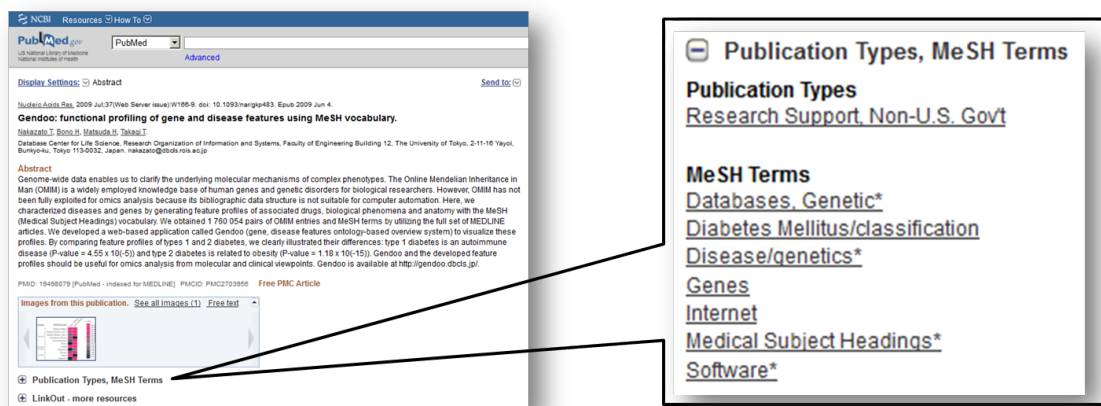 NCBI Resources How To
PubMed.gov
US National Library of Medicine
National Institutes of Health
PubMed
Advanced
Display Settings: Abstract
Send to:
Nucleic Acids Res. 2009 Jul;37(Web Server issue):W166-9. doi: 10.1093/nar/gkp483. Epub 2009 Jun 4.
Gendoo: functional profiling of gene and disease features using MeSH vocabulary.
Nakazato T, Bono H, Matsuda H, Takagi T.
Database Center for Life Science, Research Organization of Information and Systems, Faculty of Engineering Building 12, The University of Tokyo, 2-11-16 Yayoi,
Bunkyo-ku, Tokyo 113-0032, Japan. nakazato@dbcls.rois.ac.jp
Abstract
Genome-wide data enables us to clarify the underlying molecular mechanisms of complex phenotypes. The Online Mendelian Inheritance in
Man (OMIM) is a widely employed knowledge base of human genes and genetic disorders for biological researchers. However, OMIM has not
been fully exploited for omics analysis because its bibliographic data structure is not suitable for computer automation. Here, we
characterized diseases and genes by generating feature profiles of associated drugs, biological phenomena and anatomy with the MeSH
(Medical Subject Headings) vocabulary. We obtained 1 760 054 pairs of OMIM entries and MeSH terms by utilizing the full set of MEDLINE
articles. We developed a web-based application called Gendoo (gene, disease features ontology-based overview system) to visualize these
profiles. By comparing feature profiles of types 1 and 2 diabetes, we clearly illustrated their differences: type 1 diabetes is an autoimmune
disease (P-value = 4.55 x 10(-5)) and type 2 diabetes is related to obesity (P-value = 1.18 x 10(-15)). Gendoo and the developed feature
profiles should be useful for omics analysis from molecular and clinical viewpoints. Gendoo is available at http://gendoo.dbcls.jp/.
PMID: 19498079 [PubMed - indexed for MEDLINE] PMCID: PMC2703956 Free PMC Article
Images from this publication. See all images (1) Free text
Publication Types, MeSH Terms
LinkOut - more resources
Publication Types, MeSH Terms
Publication Types
Research Support, Non-U.S. Gov't
MeSH Terms
Databases, Genetic*
Diabetes Mellitus/classification
Disease/genetics*
Genes
Internet
Medical Subject Headings*
Software*